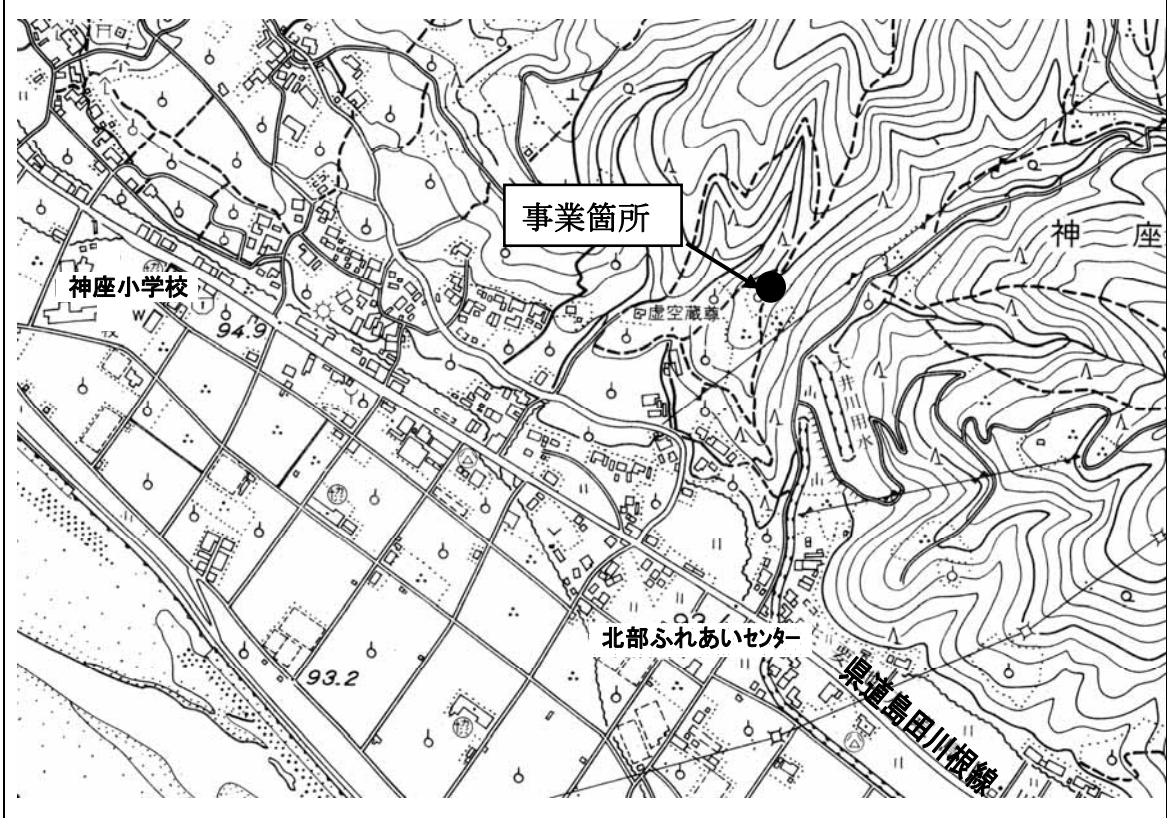 事業箇所
神 座
神座小学校
W
94.9
虚空蔵尊
大井川用水
北部ふれあいセンター
93.2
県道島田川根線